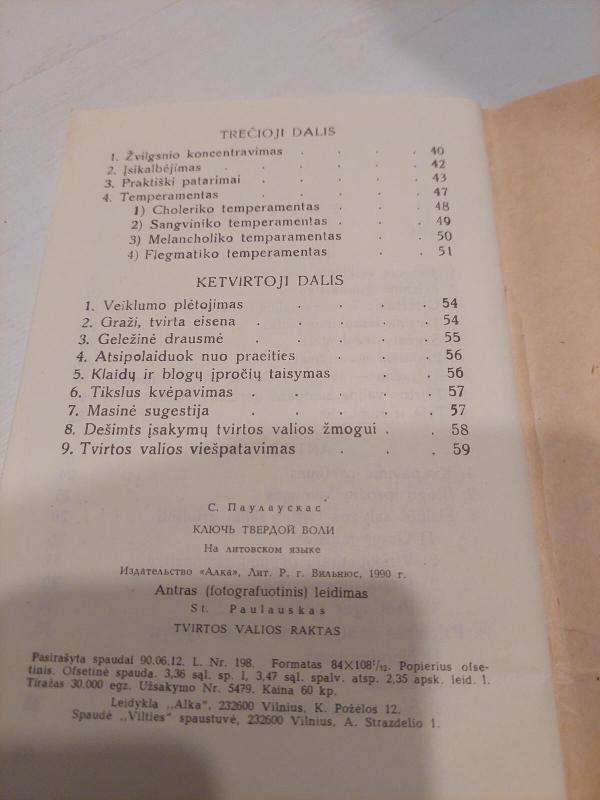 TREČIOJI DALIS
1. Žvilgsnio koncentravimas . . . . 40
2. Įsikalbėjimas . . . . . 42
3. Praktiški patarimai . . . . . 43
4. Temperamentas . . . . . 47
1) Choleriko temperamentas . . . 48
2) Sangviniko temperamentas . . . 49
3) Melancholiko temparamentas . . 50
4) Flegmatiko temperamentas . . 51
KETVIRTOJI DALIS
1. Veiklumo plėtojimas . . . . 54
2. Graži, tvirta eisena . . . . . 54
3. Geležinė drausmė . . . . . 55
4. Atsipolaiduok nuo praeities . . . 56
5. Klaidų ir blogų įpročių taisymas . . 56
6. Tikslus kvėpavimas . . . . . 57
7. Masinė sugestija . . . . . 57
8. Dešimts įsakymų tvirtos valios žmogui . . . 58
9. Tvirtos valios viešpatavimas . . . 59
С. Паулаускас
КЛЮЧЬ ТВЕРДОЙ ВОЛИ
На литовском языке
Издательство «Алка», Лит. Р. г. Вильнюс, 1990 г.
Antras (fotografuotinis) leidimas
St. Paulauskas
TVIRTOS VALIOS RAKTAS
Pasirašyta spaudai 90.06.12. L. Nr. 198. Formatas 84×108¹/₁₂. Popierius ofse-
tinis. Ofsetinė spauda. 3,36 sąl. sp. l, 3,47 sąl. spalv. atsp. 2,35 apsk. leid. l.
Tiražas 30.000 egz. Užsakymo Nr. 5479. Kaina 60 kp.
Leidykla „Alka", 232600 Vilnius, K. Požėlos 12.
Spaudė „Vilties" spaustuvė, 232600 Vilnius, A. Strazdelio 1.